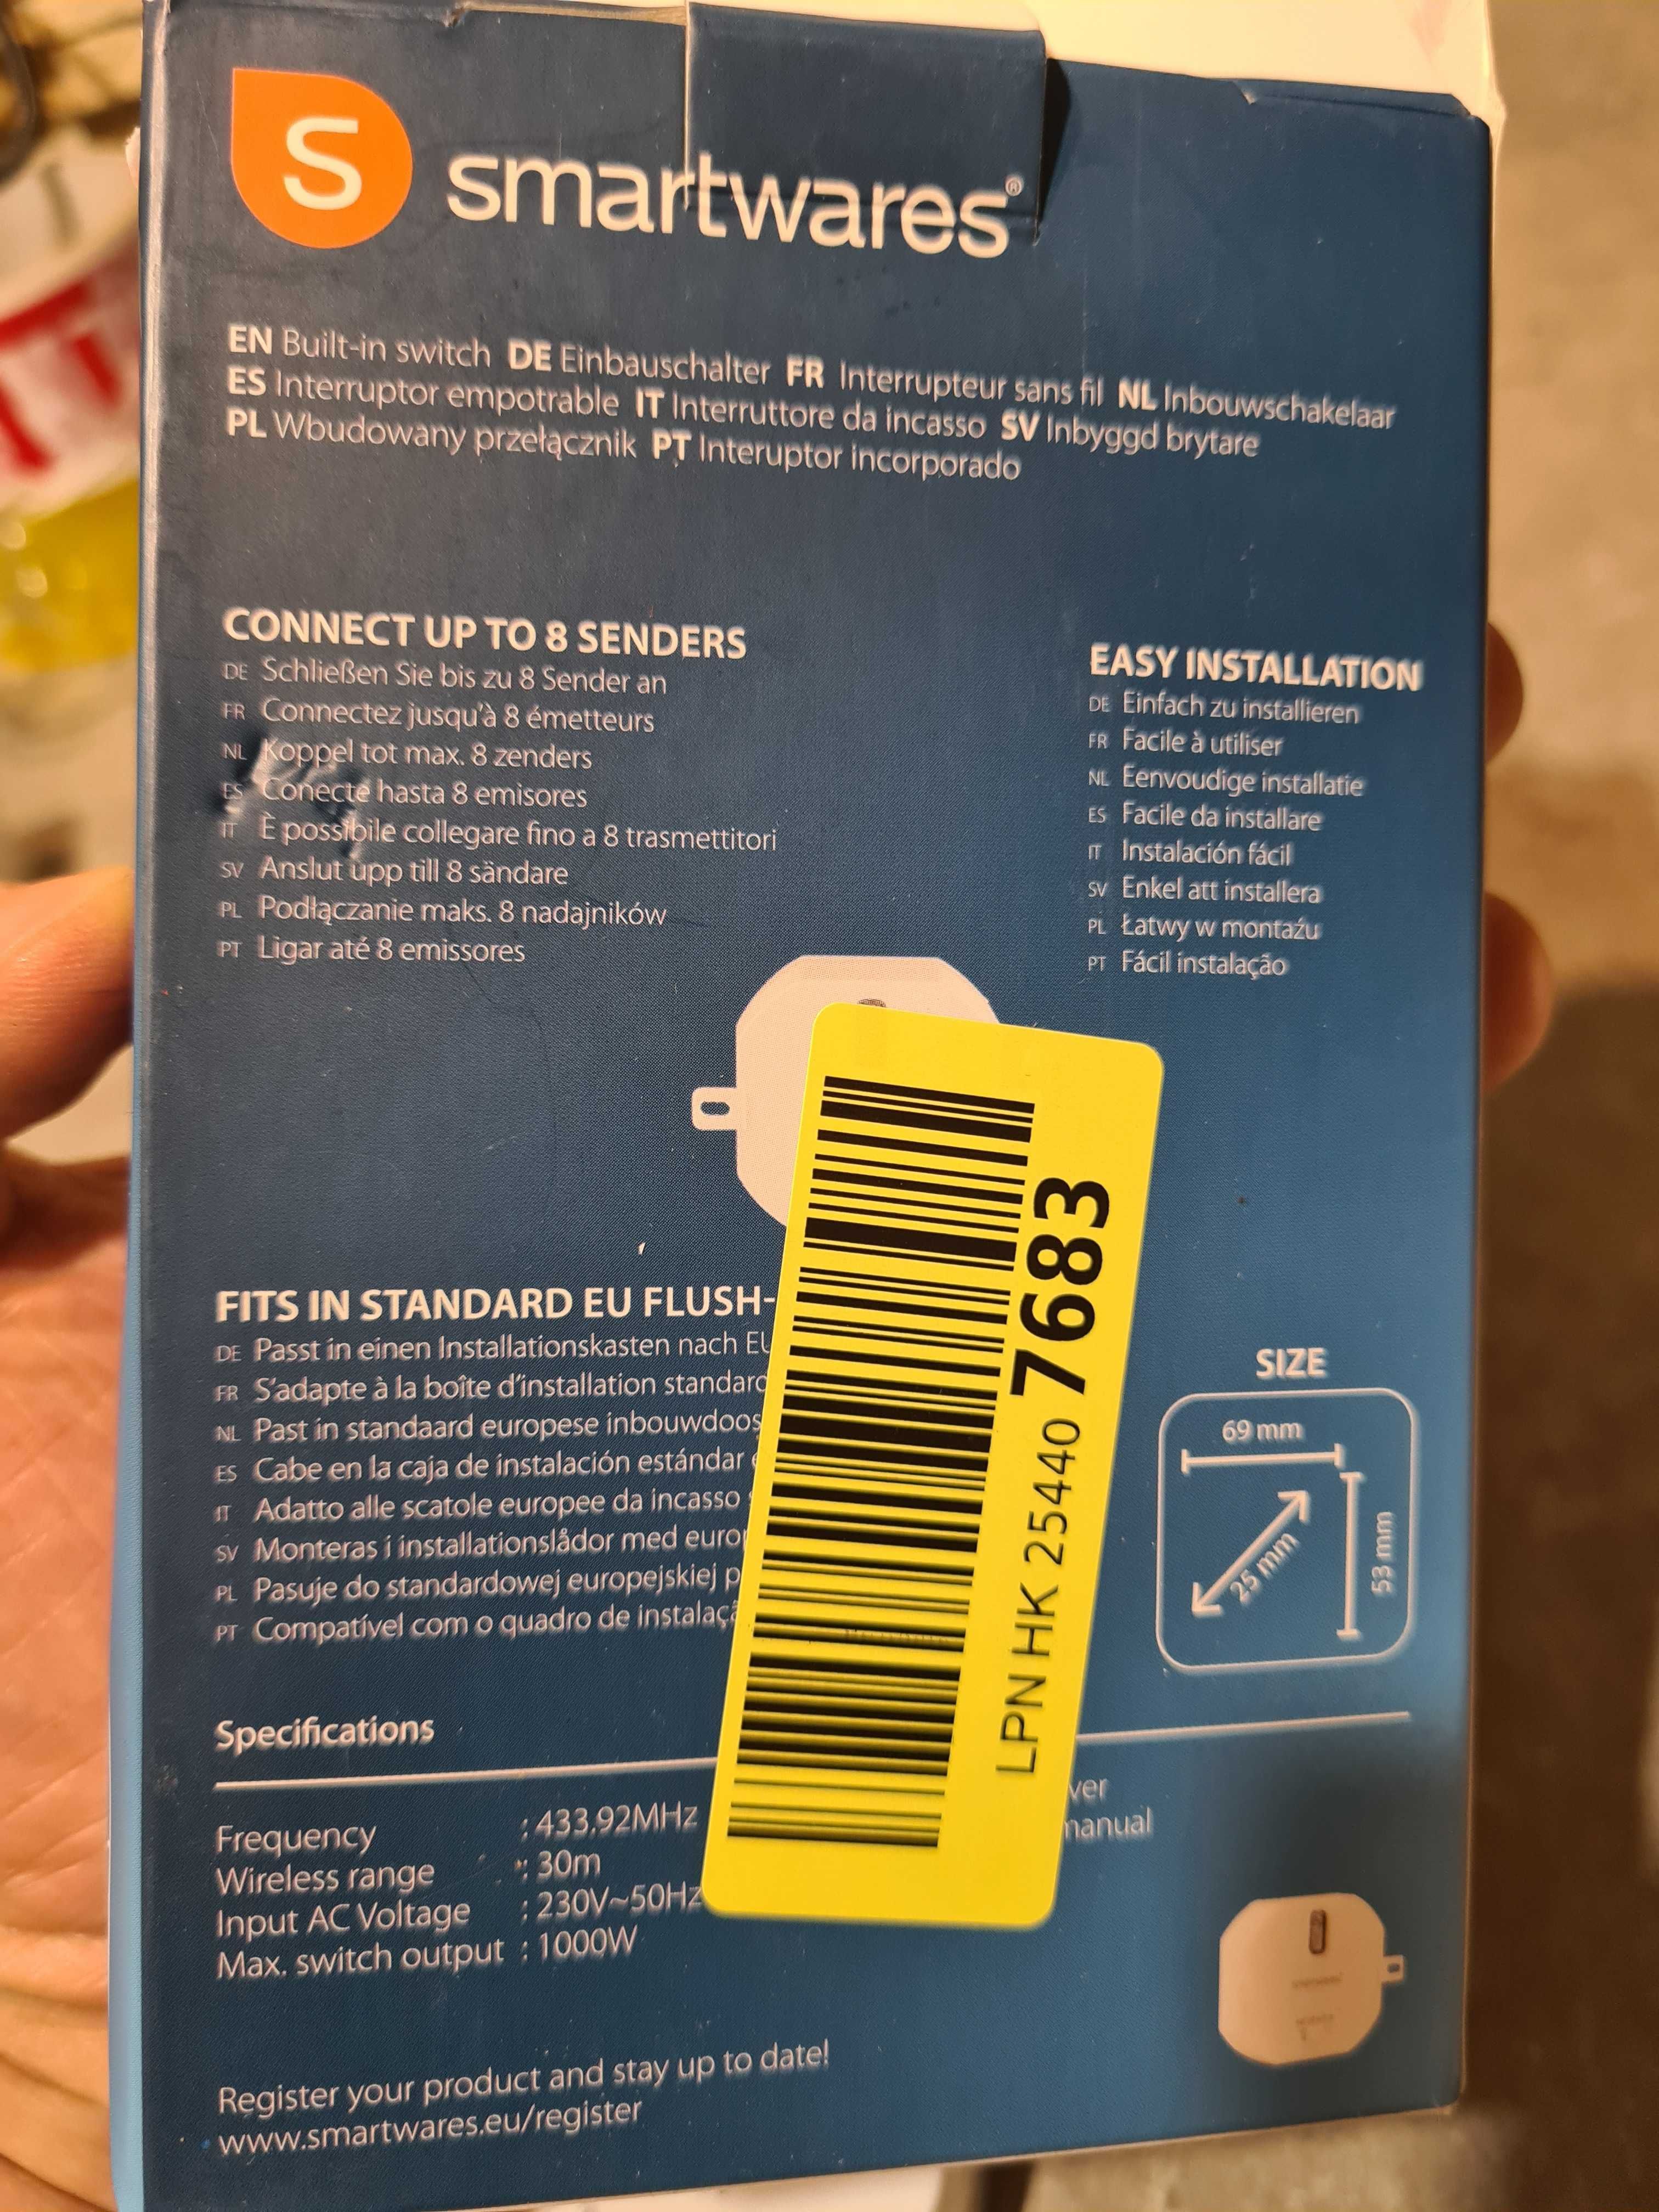 S smartwares®
EN Built-in switch DE Einbauschalter FR Interrupteur sans fil NL Inbouwschakelaar
ES Interruptor empotrable IT Interruttore da incasso SV Inbyggd brytare
PL Wbudowany przełącznik PT Interuptor incorporado
CONNECT UP TO 8 SENDERS
DE Schließen Sie bis zu 8 Sender an
FR Connectez jusqu'à 8 émetteurs
NL Koppel tot max. 8 zenders
ES Conecte hasta 8 emisores
IT È possibile collegare fino a 8 trasmettitori
SV Anslut upp till 8 sändare
PL Podłączanie maks. 8 nadajników
PT Ligar até 8 emissores
EASY INSTALLATION
DE Einfach zu installieren
FR Facile à utiliser
NL Eenvoudige installatie
ES Facile da installare
IT Instalación fácil
SV Enkel att installera
PL Łatwy w montażu
PT Fácil instalação
FITS IN STANDARD EU FLUSH-
DE Passt in einen Installationskasten nach EU
FR S'adapte à la boîte d'installation standard
NL Past in standaard europese inbouwdoos
ES Cabe en la caja de instalación estándar
IT Adatto alle scatole europee da incasso
SV Monteras i installationslådor med euro
PL Pasuje do standardowej europejskiej p
PT Compatível com o quadro de instalaçã
LPN HK 25440 7683
SIZE
69 mm
25 mm
53 mm
Specifications
Frequency : 433.92MHz
Wireless range : 30m
Input AC Voltage : 230V~50Hz
Max. switch output : 1000W
ver
manual
Register your product and stay up to date!
www.smartwares.eu/register